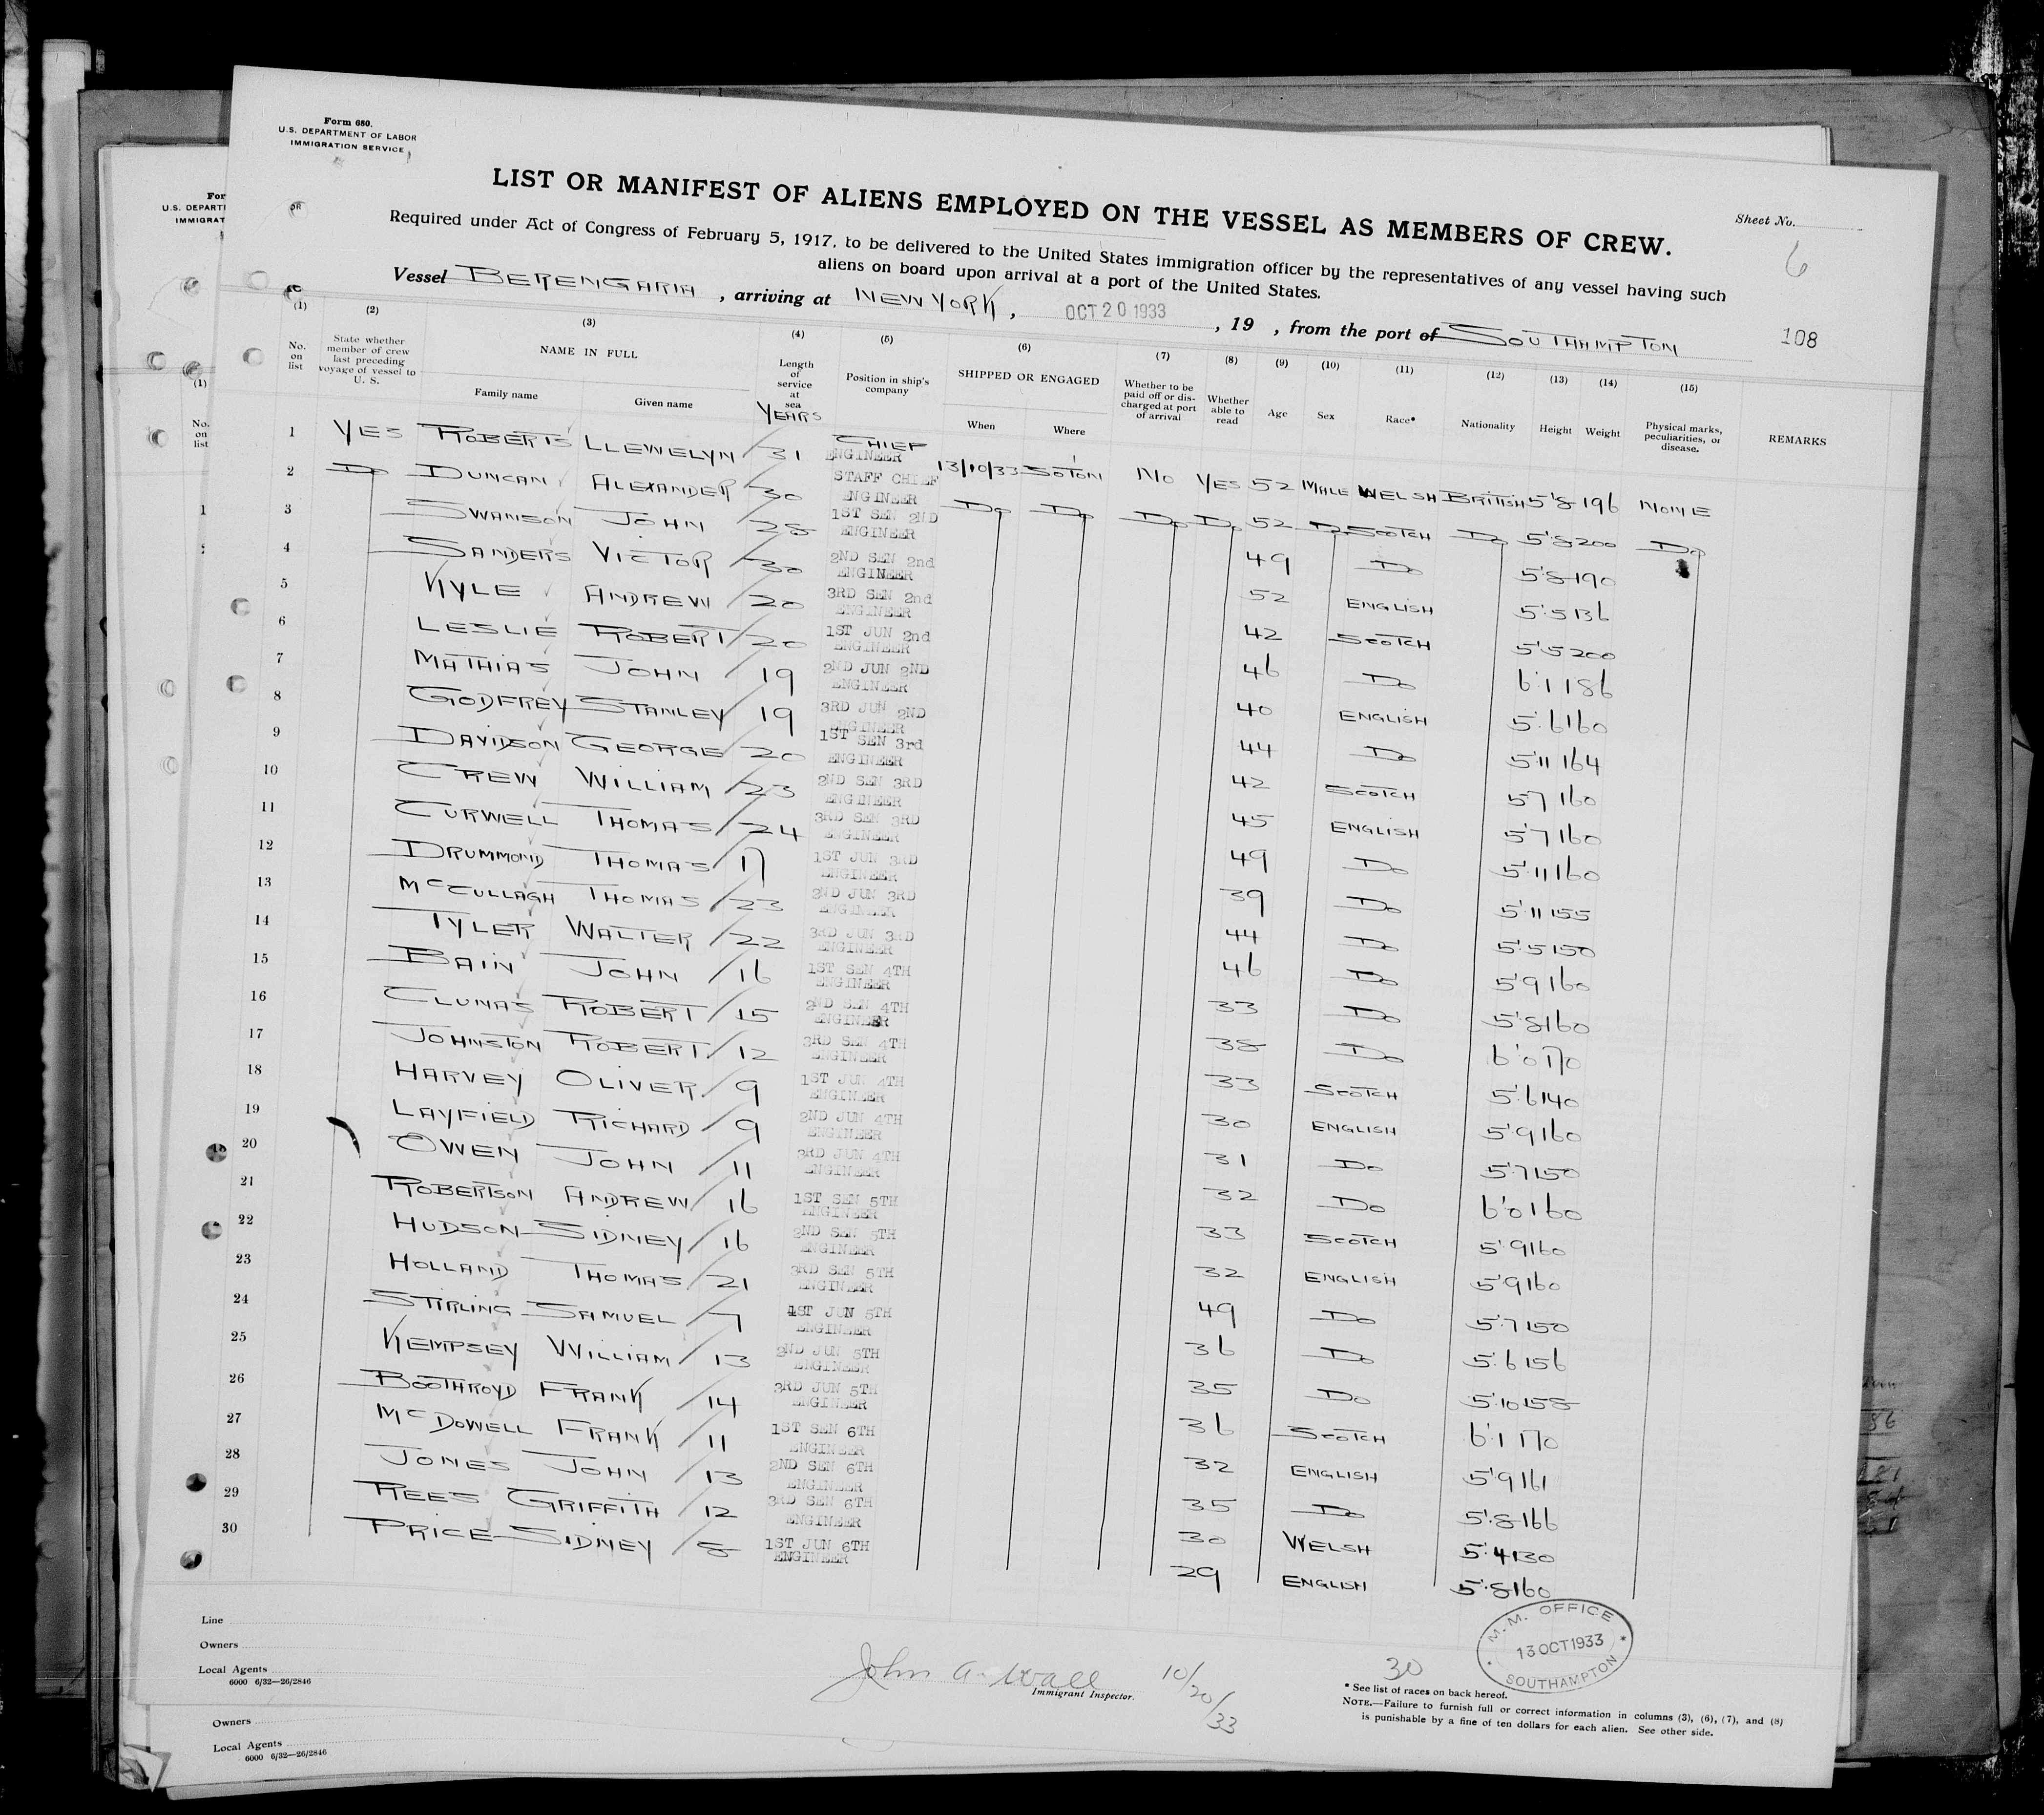 Form 680.
U.S. DEPARTMENT OF LABOR
IMMIGRATION SERVICE
LIST OR MANIFEST OF ALIENS EMPLOYED ON THE VESSEL AS MEMBERS OF CREW.
Sheet No.
6
Required under Act of Congress of February 5, 1917, to be delivered to the United States immigration officer by the representatives of any vessel having such
aliens on board upon arrival at a port of the United States.
Vessel BERENGARIA, arriving at NEW YORK, OCT 20 1933, 19 , from the port of SOUTHAMPTON
108
(1) (2) (3) (4) (5) (6) (7) (8) (9) (10) (11) (12) (13) (14) (15)
No. on list State whether member of crew last preceding voyage of vessel to U. S. NAME IN FULL Family name Given name Length of service at sea YEARS Position in ship's company SHIPPED OR ENGAGED When Where Whether to be paid off or discharged at port of arrival Whether able to read Age Sex Race* Nationality Height Weight Physical marks, peculiarities, or disease. REMARKS
1 YES ROBERTS LLEWELYN 31 CHIEF ENGINEER 13/10/33 SOTON NO YES 52 MALE WELSH BRITISH 5'8 196 NONE
2 Do DUNCAN ALEXANDER 30 STAFF CHIEF ENGINEER Do Do Do Do 52 Do SCOTCH Do 5'8 200 Do
3 SWANSON JOHN 28 1ST SEN 2ND ENGINEER 49 Do 5'8 190
4 SANDERS VICTOR 30 2ND SEN 2nd ENGINEER 52 ENGLISH 5'5 136
5 KYLE ANDREW 20 3RD SEN 2nd ENGINEER 42 SCOTCH 5'5 200
6 LESLIE ROBERT 20 1ST JUN 2nd ENGINEER 46 Do 6'1 186
7 MATHIAS JOHN 19 2ND JUN 2ND ENGINEER 40 ENGLISH 5'6 160
8 GODFREY STANLEY 19 3RD JUN 2ND ENGINEER 44 Do 5'11 164
9 DAVIDSON GEORGE 20 1ST SEN 3rd ENGINEER 42 SCOTCH 5'7 160
10 CREW WILLIAM 23 2ND SEN 3RD ENGINEER 45 ENGLISH 5'7 160
11 CURWELL THOMAS 24 3RD SEN 3RD ENGINEER 49 Do 5'11 160
12 DRUMMOND THOMAS 17 1ST JUN 3RD ENGINEER 39 Do 5'11 155
13 McCULLAGH THOMAS 23 2ND JUN 3RD ENGINEER 44 Do 5'5 150
14 TYLER WALTER 22 3RD JUN 3RD ENGINEER 46 Do 5'9 160
15 BAIN JOHN 16 1ST SEN 4TH ENGINEER 33 Do 5'8 160
16 CLUNAS ROBERT 15 2ND SEN 4TH ENGINEER 38 Do 6'0 170
17 JOHNSTON ROBERT 12 3RD SEN 4TH ENGINEER 33 SCOTCH 5'6 140
18 HARVEY OLIVER 9 1ST JUN 4TH ENGINEER 30 ENGLISH 5'9 160
19 LAYFIELD RICHARD 9 2ND JUN 4TH ENGINEER 31 Do 5'7 150
20 OWEN JOHN 11 3RD JUN 4TH ENGINEER 32 Do 6'0 160
21 ROBERTSON ANDREW 16 1ST SEN 5TH ENGINEER 33 SCOTCH 5'9 160
22 HUDSON SIDNEY 16 2ND SEN 5TH ENGINEER 32 ENGLISH 5'9 160
23 HOLLAND THOMAS 21 3RD SEN 5TH ENGINEER 49 Do 5'7 150
24 STIRLING SAMUEL 7 1ST JUN 5TH ENGINEER 36 Do 5'6 156
25 KEMPSEY WILLIAM 13 2ND JUN 5TH ENGINEER 35 Do 5'10 158
26 BOOTHROYD FRANK 14 3RD JUN 5TH ENGINEER 36 SCOTCH 6'1 170
27 McDOWELL FRANK 11 1ST SEN 6TH ENGINEER 32 ENGLISH 5'9 161
28 JONES JOHN 13 2ND SEN 6TH ENGINEER 35 Do 5'8 166
29 REES GRIFFITH 12 3RD SEN 6TH ENGINEER 30 WELSH 5'4 130
30 PRICE SIDNEY 8 1ST JUN 6TH ENGINEER 29 ENGLISH 5'8 160
M. M. OFFICE
13 OCT 1933
SOUTHAMPTON
Line
Owners
Local Agents
6000 6/32—26/2846
John A. Wall 10/20/33
Immigrant Inspector.
30
* See list of races on back hereof.
NOTE.—Failure to furnish full or correct information in columns (3), (6), (7), and (8)
is punishable by a fine of ten dollars for each alien. See other side.
Owners
Local Agents
6000 6/32—26/2846